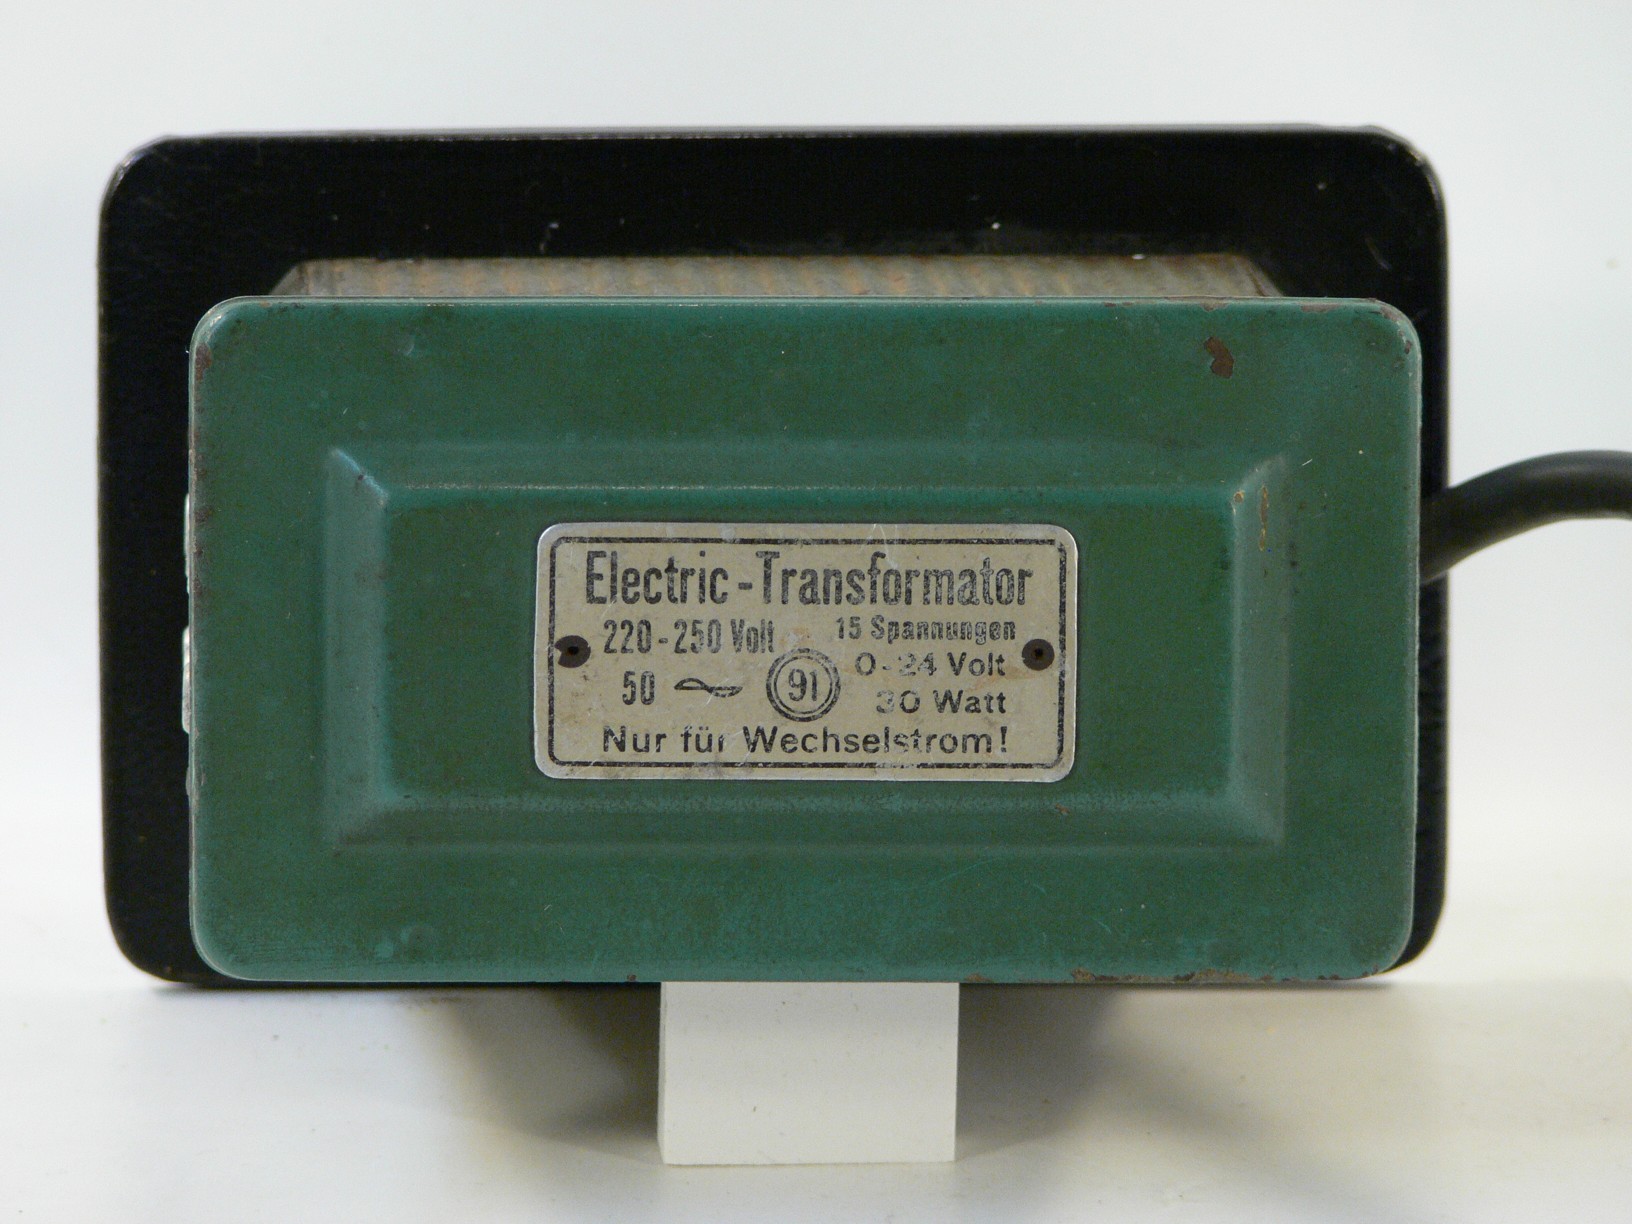 Electric-Transformator
220-250 Volt 15 Spannungen
0-24 Volt
50 ~ 91 30 Watt
Nur für Wechselstrom!